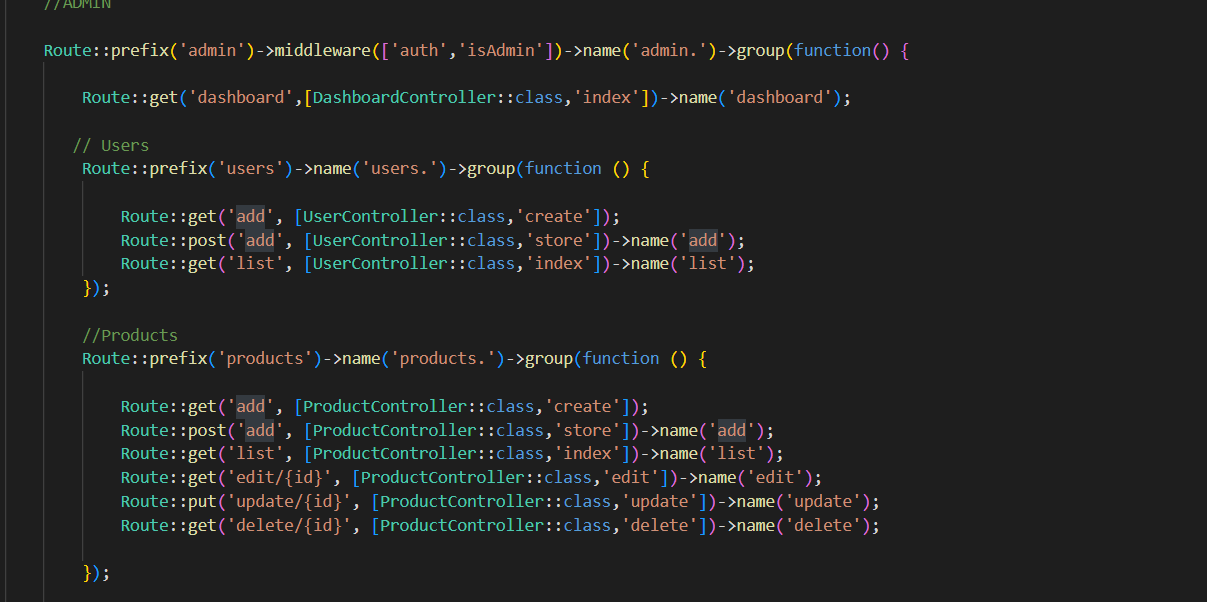 //ADMIN
Route::prefix('admin')->middleware(['auth','isAdmin'])->name('admin.')->group(function() {
Route::get('dashboard',[DashboardController::class,'index'])->name('dashboard');
// Users
Route::prefix('users')->name('users.')->group(function () {
Route::get('add', [UserController::class,'create']);
Route::post('add', [UserController::class,'store'])->name('add');
Route::get('list', [UserController::class,'index'])->name('list');
});
//Products
Route::prefix('products')->name('products.')->group(function () {
Route::get('add', [ProductController::class,'create']);
Route::post('add', [ProductController::class,'store'])->name('add');
Route::get('list', [ProductController::class,'index'])->name('list');
Route::get('edit/{id}', [ProductController::class,'edit'])->name('edit');
Route::put('update/{id}', [ProductController::class,'update'])->name('update');
Route::get('delete/{id}', [ProductController::class,'delete'])->name('delete');
});